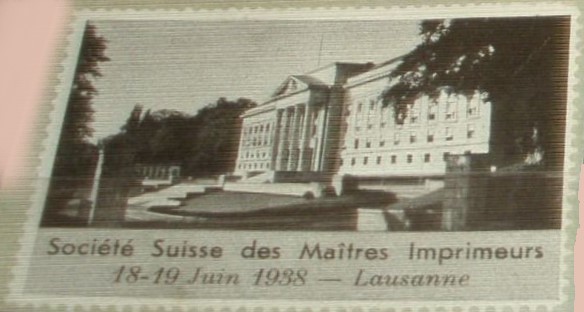 Société Suisse des Maîtres Imprimeurs
18-19 Juin 1938 — Lausanne